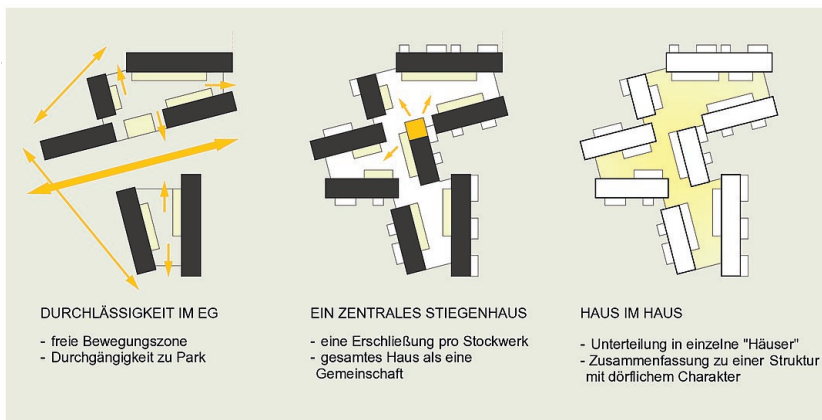 DURCHLÄSSIGKEIT IM EG
- freie Bewegungszone
- Durchgängigkeit zu Park
EIN ZENTRALES STIEGENHAUS
- eine Erschließung pro Stockwerk
- gesamtes Haus als eine
Gemeinschaft
HAUS IM HAUS
- Unterteilung in einzelne "Häuser"
- Zusammenfassung zu einer Struktur
mit dörflichem Charakter